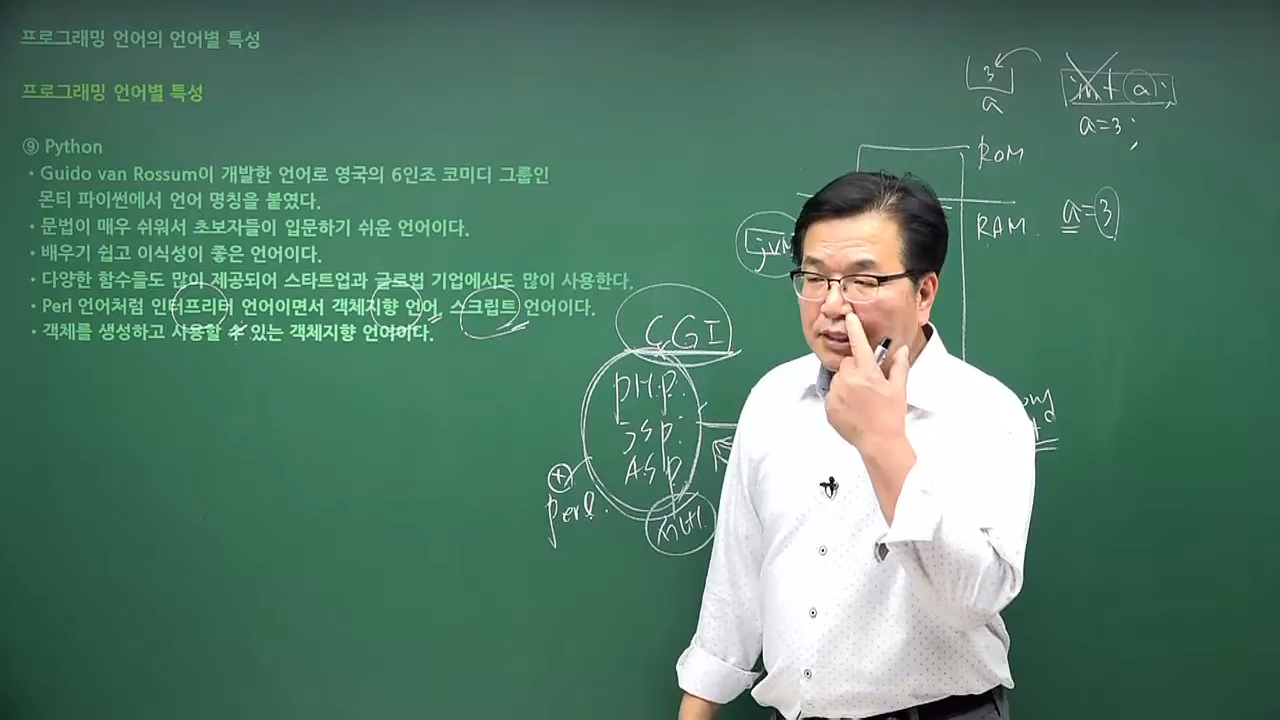 프로그래밍 언어의 언어별 특성
프로그래밍 언어별 특성
⑨ Python
• Guido van Rossum이 개발한 언어로 영국의 6인조 코미디 그룹인
몬티 파이썬에서 언어 명칭을 붙였다.
• 문법이 매우 쉬워서 초보자들이 입문하기 쉬운 언어이다.
• 배우기 쉽고 이식성이 좋은 언어이다.
• 다양한 함수들도 많이 제공되어 스타트업과 글로법 기업에서도 많이 사용한다.
• Perl 언어처럼 인터프리터 언어이면서 객체지향 언어, 스크립트 언어이다.
• 객체를 생성하고 사용할 수 있는 객체지향 언어이다.
3
a
int a;
a=3;
ROM
RAM
a=3
JVM
CGI
PHP.
JSP.
ASP
+
perl.
서버